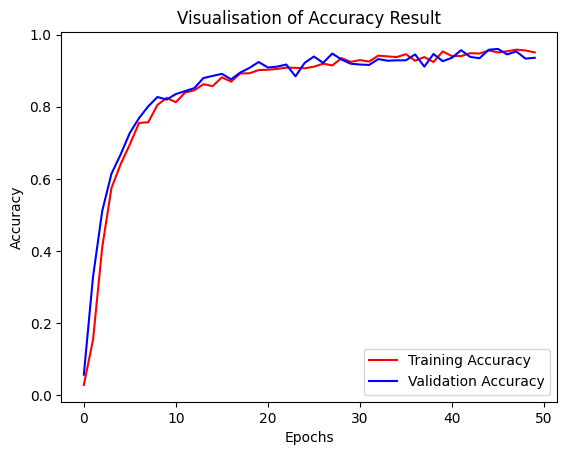 Visualisation of Accuracy Result
1.0
0.8
0.6
0.4
0.2
0.0
Accuracy
Training Accuracy
Validation Accuracy
0 10 20 30 40 50
Epochs